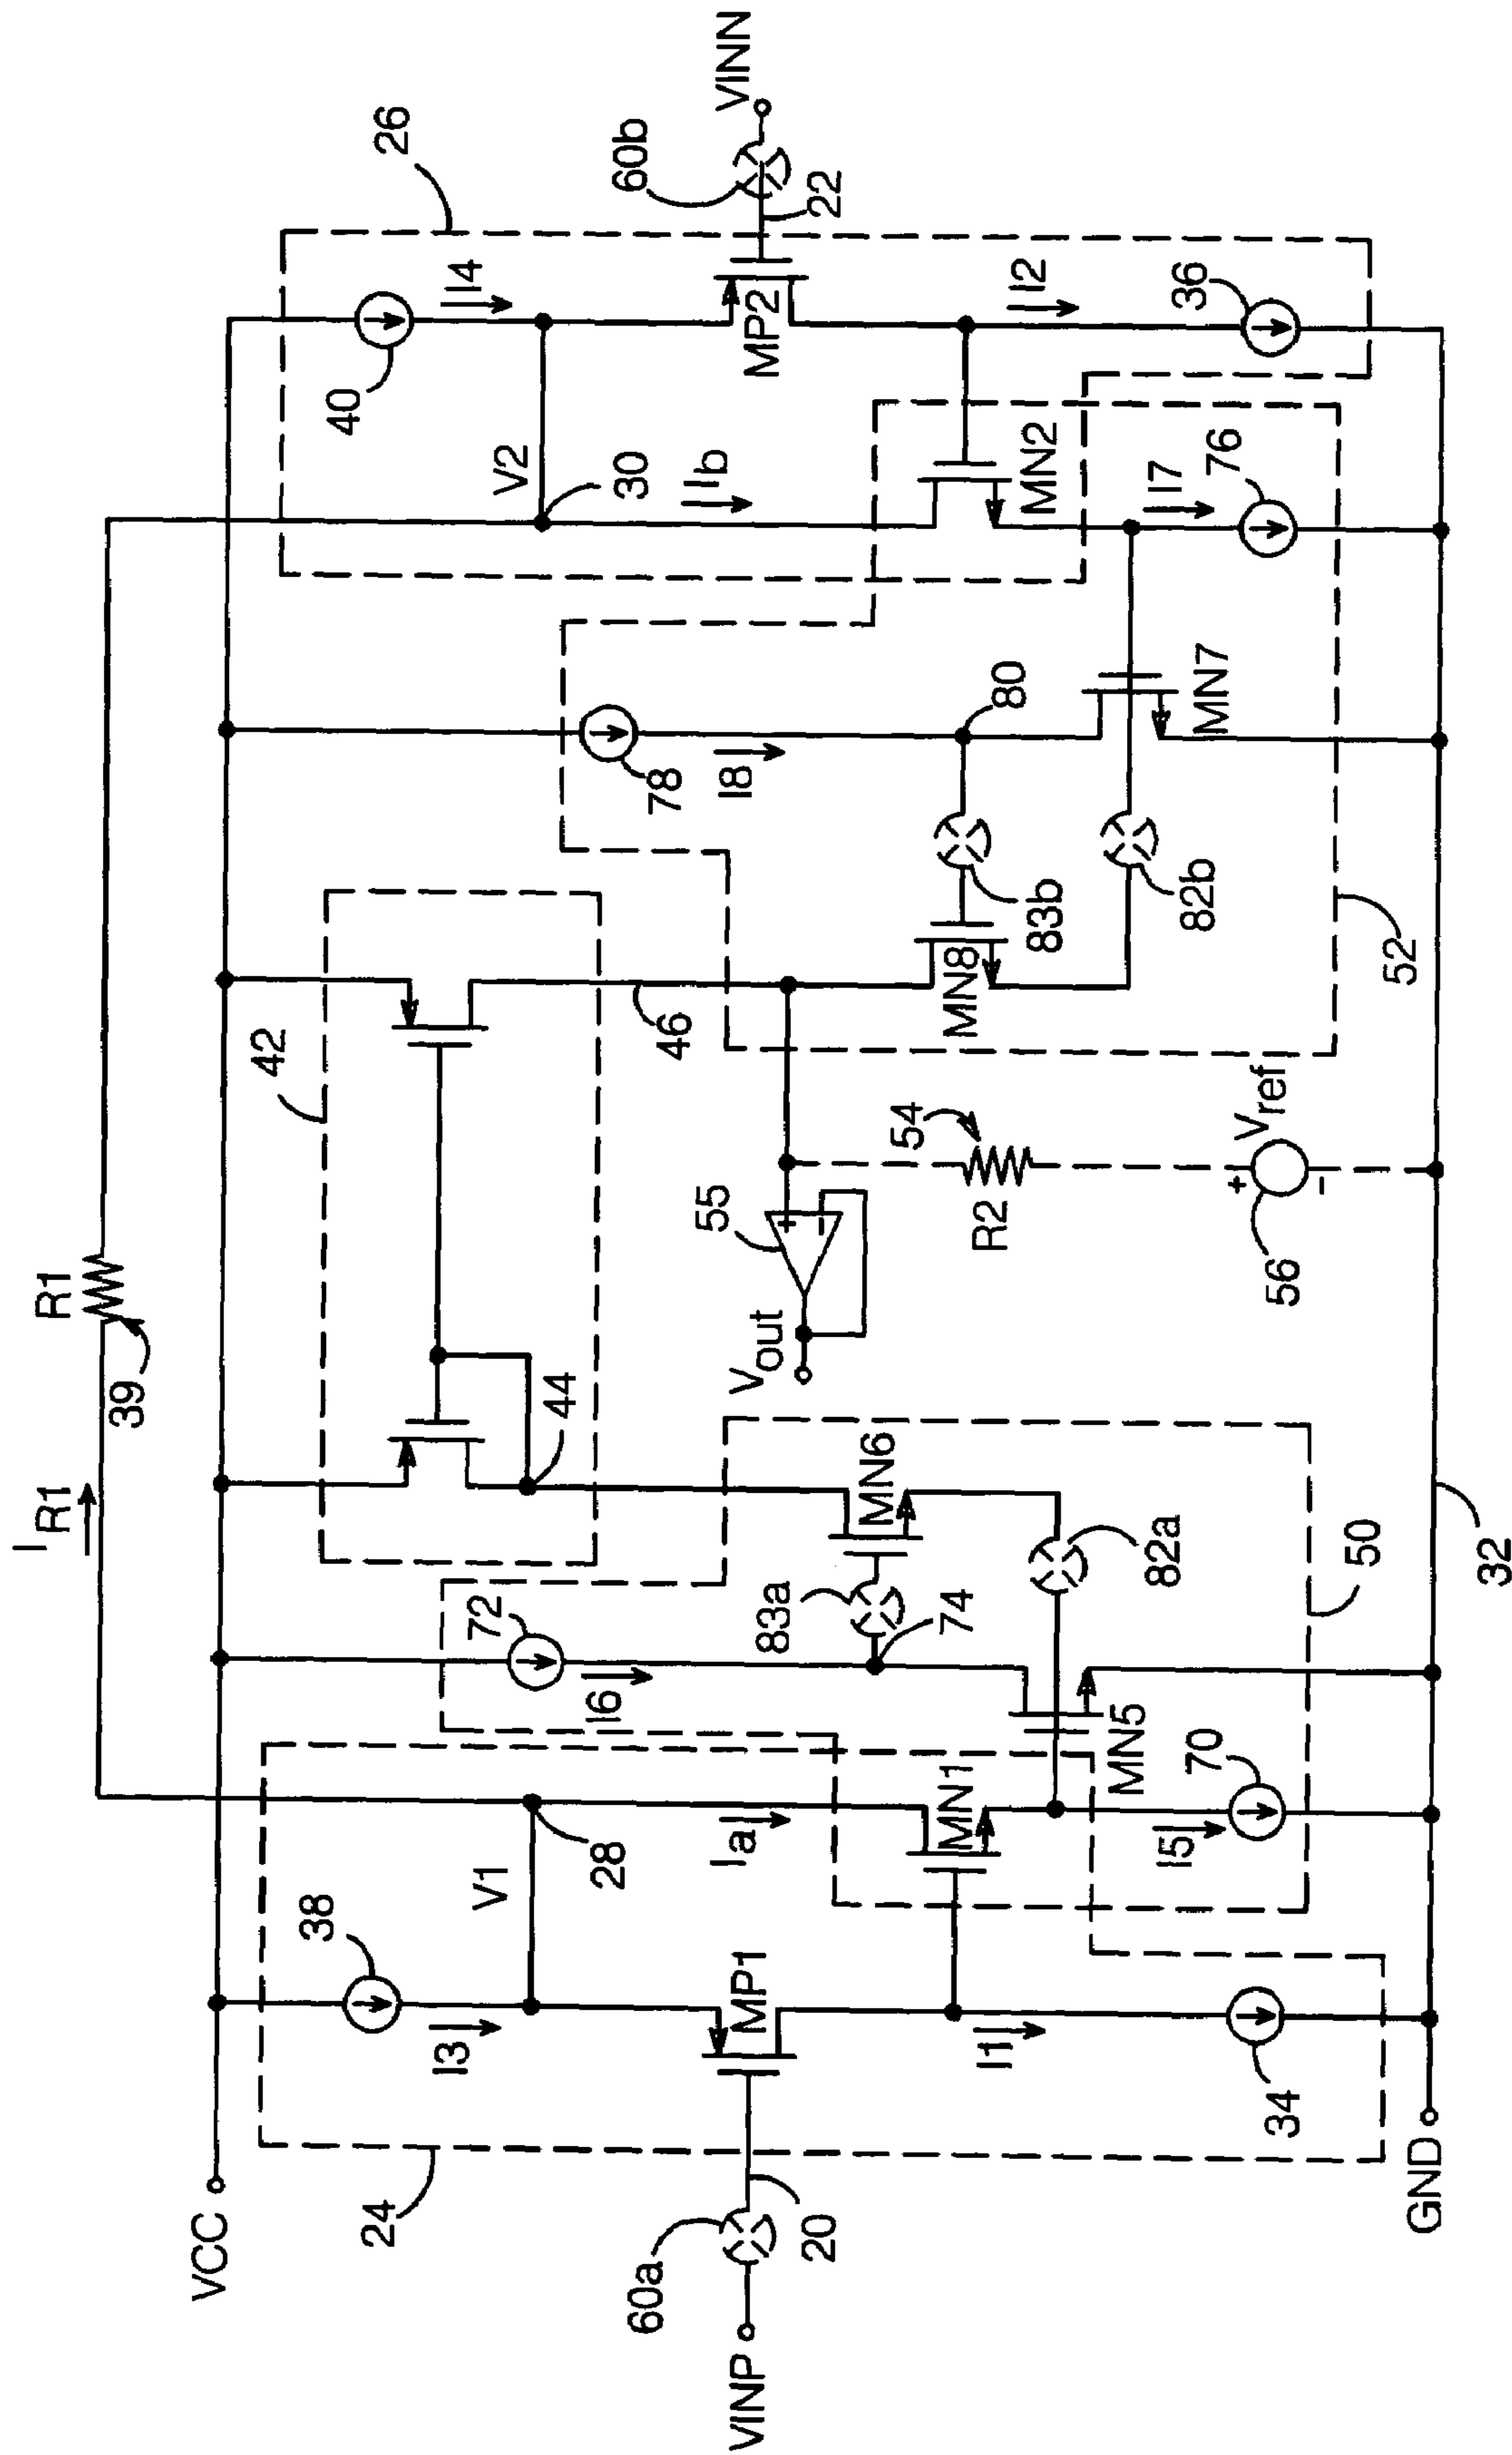 I R1
R1
39
VCC
24
38
I3
V1
28
Ia
72
I6
44
42
46
78
I8
V2
30
Ib
40
I4
26
60a
VINP
20
MP1
MN1
83a
74
MN6
Vout
55
54
R2
MN8
83b
80
MN2
MP2
60b
VINN
22
I1
34
I5
70
MN5
82a
50
+
-
56
Vref
82b
52
MN7
I7
76
I2
36
GND
32